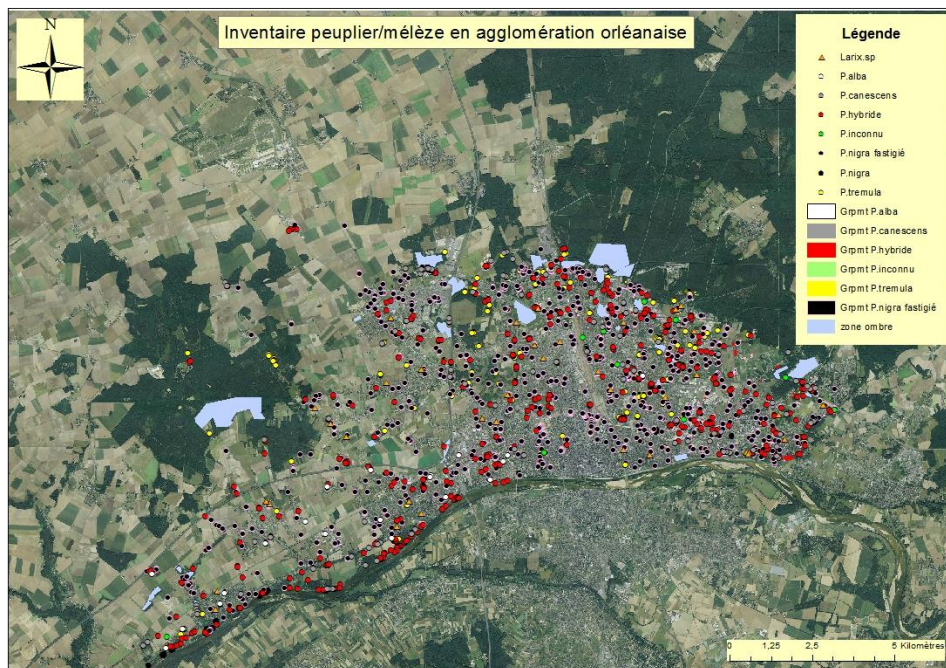 N
Inventaire peuplier/mélèze en agglomération orléanaise
Légende
Larix.sp
P.alba
P.canescens
P.hybride
P.inconnu
P.nigra fastigié
P.nigra
P.tremula
Grpmt P.alba
Grpmt P.canescens
Grpmt P.hybride
Grpmt P.inconnu
Grpmt P.tremula
Grpmt P.nigra fastigié
zone ombre
0 1,25 2,5 5 Kilomètres